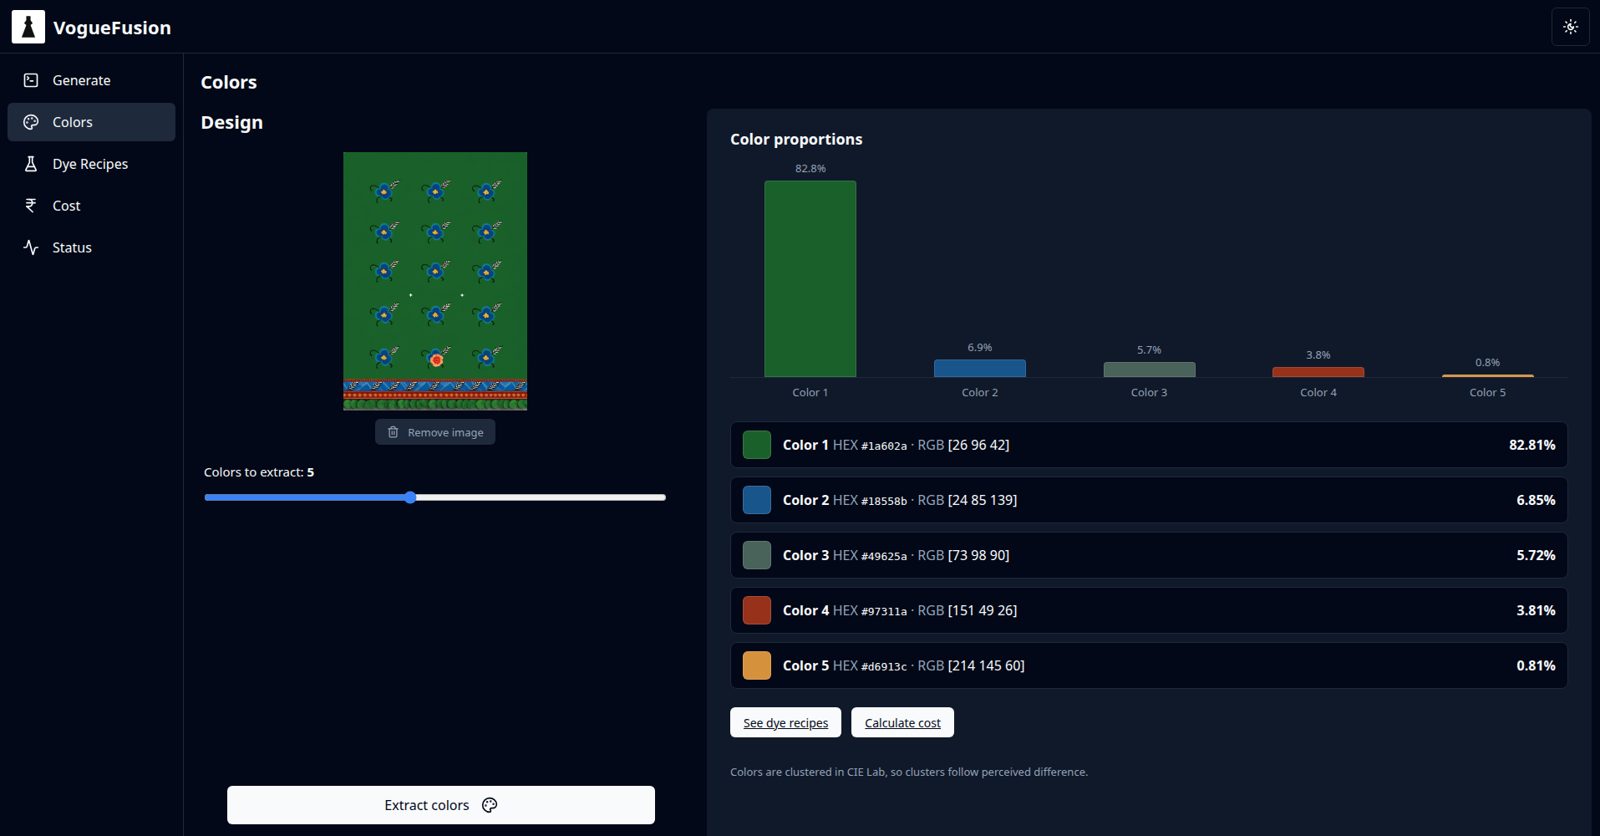 VogueFusion
Generate
Colors
Dye Recipes
Cost
Status
Colors
Design
Remove image
Colors to extract: 5
Extract colors
Color proportions
82.8%
6.9%
5.7%
3.8%
0.8%
Color 1
Color 2
Color 3
Color 4
Color 5
Color 1 HEX #1a602a · RGB [26 96 42] 82.81%
Color 2 HEX #18558b · RGB [24 85 139] 6.85%
Color 3 HEX #49625a · RGB [73 98 90] 5.72%
Color 4 HEX #97311a · RGB [151 49 26] 3.81%
Color 5 HEX #d6913c · RGB [214 145 60] 0.81%
See dye recipes
Calculate cost
Colors are clustered in CIE Lab, so clusters follow perceived difference.